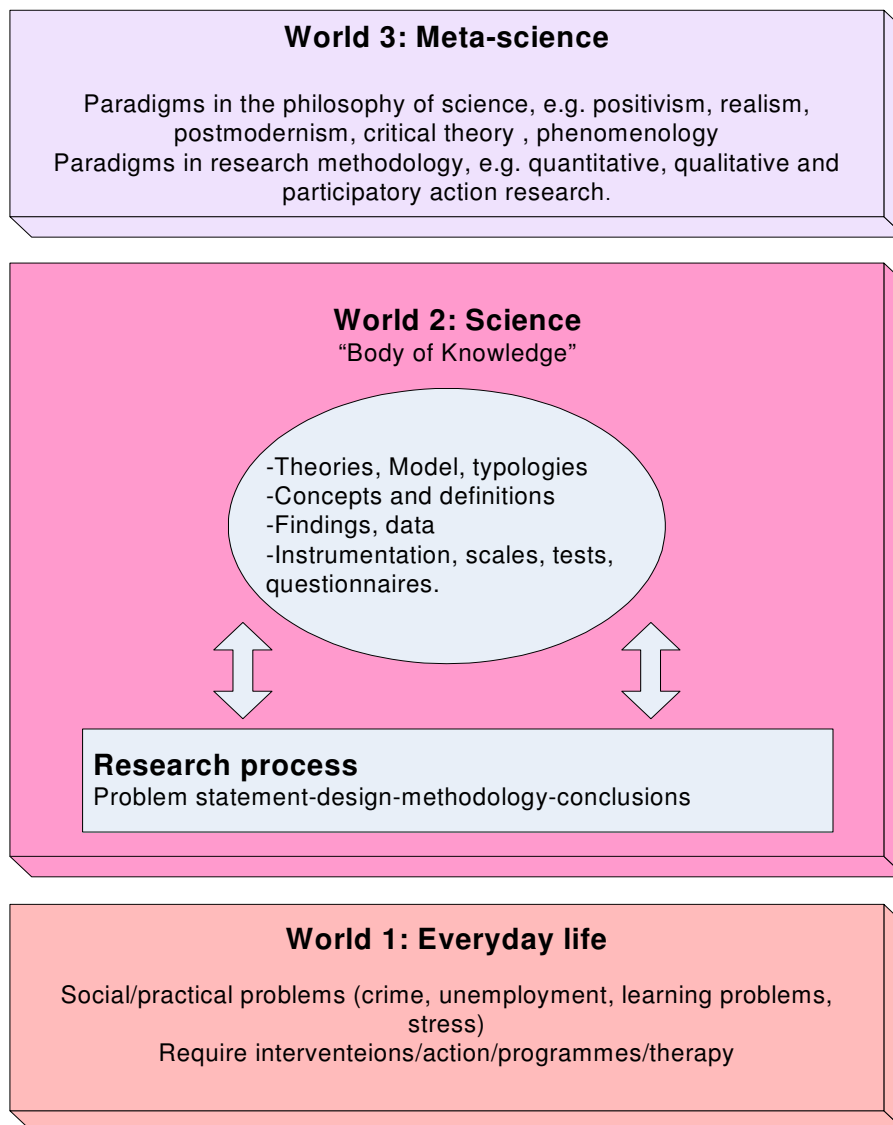 World 3: Meta-science
Paradigms in the philosophy of science, e.g. positivism, realism,
postmodernism, critical theory , phenomenology
Paradigms in research methodology, e.g. quantitative, qualitative and
participatory action research.
World 2: Science
“Body of Knowledge”
-Theories, Model, typologies
-Concepts and definitions
-Findings, data
-Instrumentation, scales, tests,
questionnaires.
Research process
Problem statement-design-methodology-conclusions
World 1: Everyday life
Social/practical problems (crime, unemployment, learning problems,
stress)
Require interventeions/action/programmes/therapy